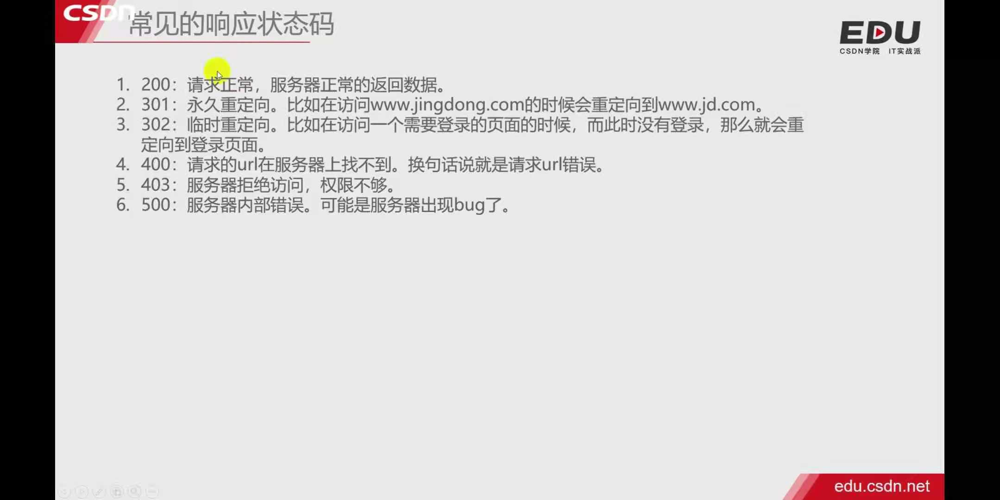 CSDN
常见的响应状态码
EDU
CSDN学院 IT实战派
1. 200：请求正常，服务器正常的返回数据。
2. 301：永久重定向。比如在访问www.jingdong.com的时候会重定向到www.jd.com。
3. 302：临时重定向。比如在访问一个需要登录的页面的时候，而此时没有登录，那么就会重
定向到登录页面。
4. 400：请求的url在服务器上找不到。换句话说就是请求url错误。
5. 403：服务器拒绝访问，权限不够。
6. 500：服务器内部错误。可能是服务器出现bug了。
edu.csdn.net